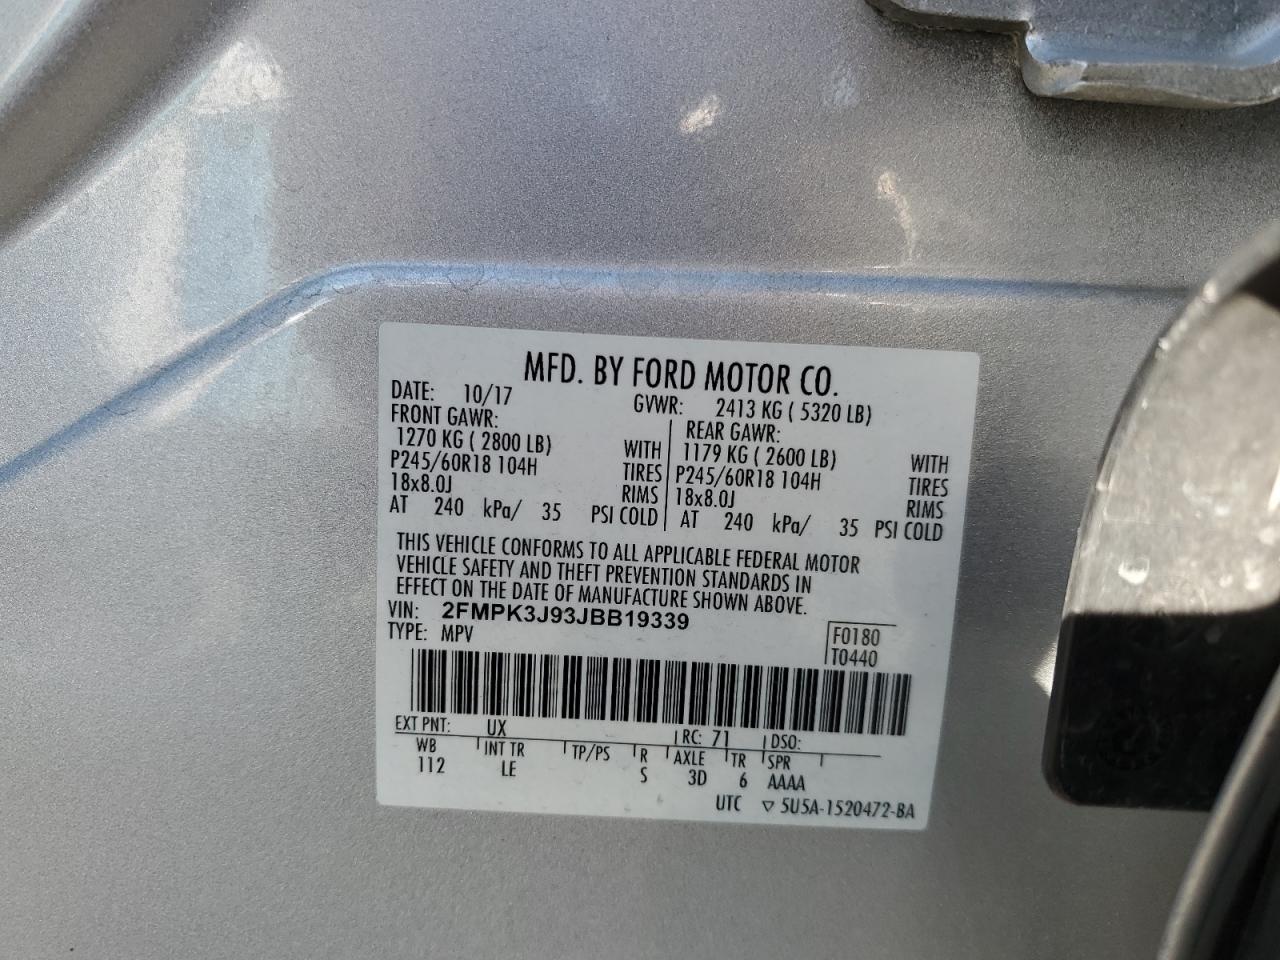 MFD. BY FORD MOTOR CO.
DATE: 10/17 GVWR: 2413 KG ( 5320 LB)
FRONT GAWR: REAR GAWR:
1270 KG ( 2800 LB) WITH 1179 KG ( 2600 LB) WITH
P245/60R18 104H TIRES P245/60R18 104H TIRES
18x8.0J RIMS 18x8.0J RIMS
AT 240 kPa/ 35 PSI COLD AT 240 kPa/ 35 PSI COLD
THIS VEHICLE CONFORMS TO ALL APPLICABLE FEDERAL MOTOR
VEHICLE SAFETY AND THEFT PREVENTION STANDARDS IN
EFFECT ON THE DATE OF MANUFACTURE SHOWN ABOVE.
VIN: 2FMPK3J93JBB19339
TYPE: MPV F0180
T0440
EXT PNT: UX RC: 71 DSO:
WB INT TR TP/PS R AXLE TR SPR
112 LE S 3D 6 AAAA
UTC ▽ 5U5A-1520472-BA